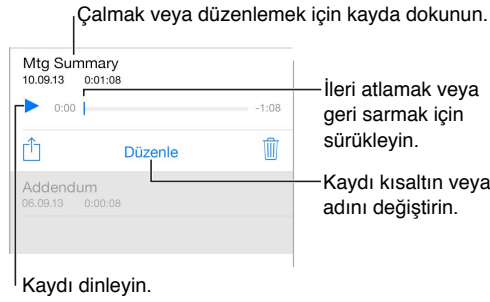 Çalmak veya düzenlemek için kayda dokunun.
Mtg Summary
10.09.13 0:01:08
0:00 -1:08
İleri atlamak veya
geri sarmak için
sürükleyin.
Düzenle
Kaydı kısaltın veya
adını değiştirin.
Addendum
06.09.13 0:00:08
Kaydı dinleyin.